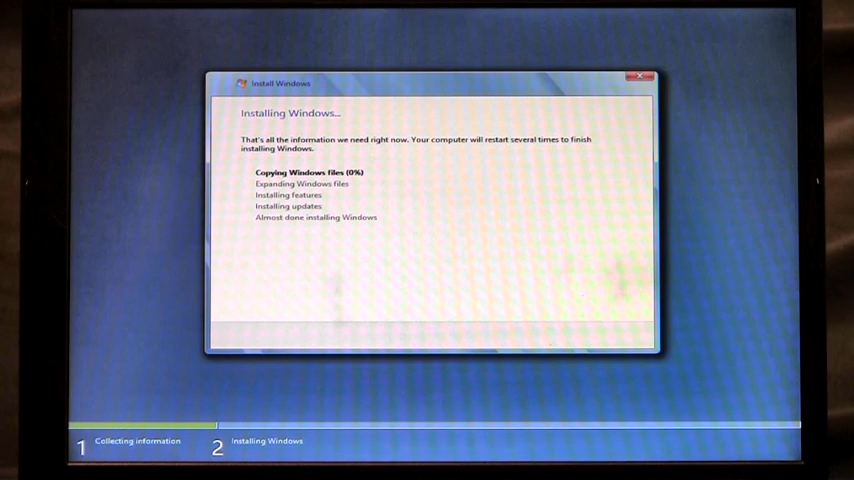 Install Windows
Installing Windows...
That's all the information we need right now. Your computer will restart several times to finish
installing Windows.
Copying Windows files (0%)
Expanding Windows files
Installing features
Installing updates
Almost done installing Windows
1 Collecting information
2 Installing Windows